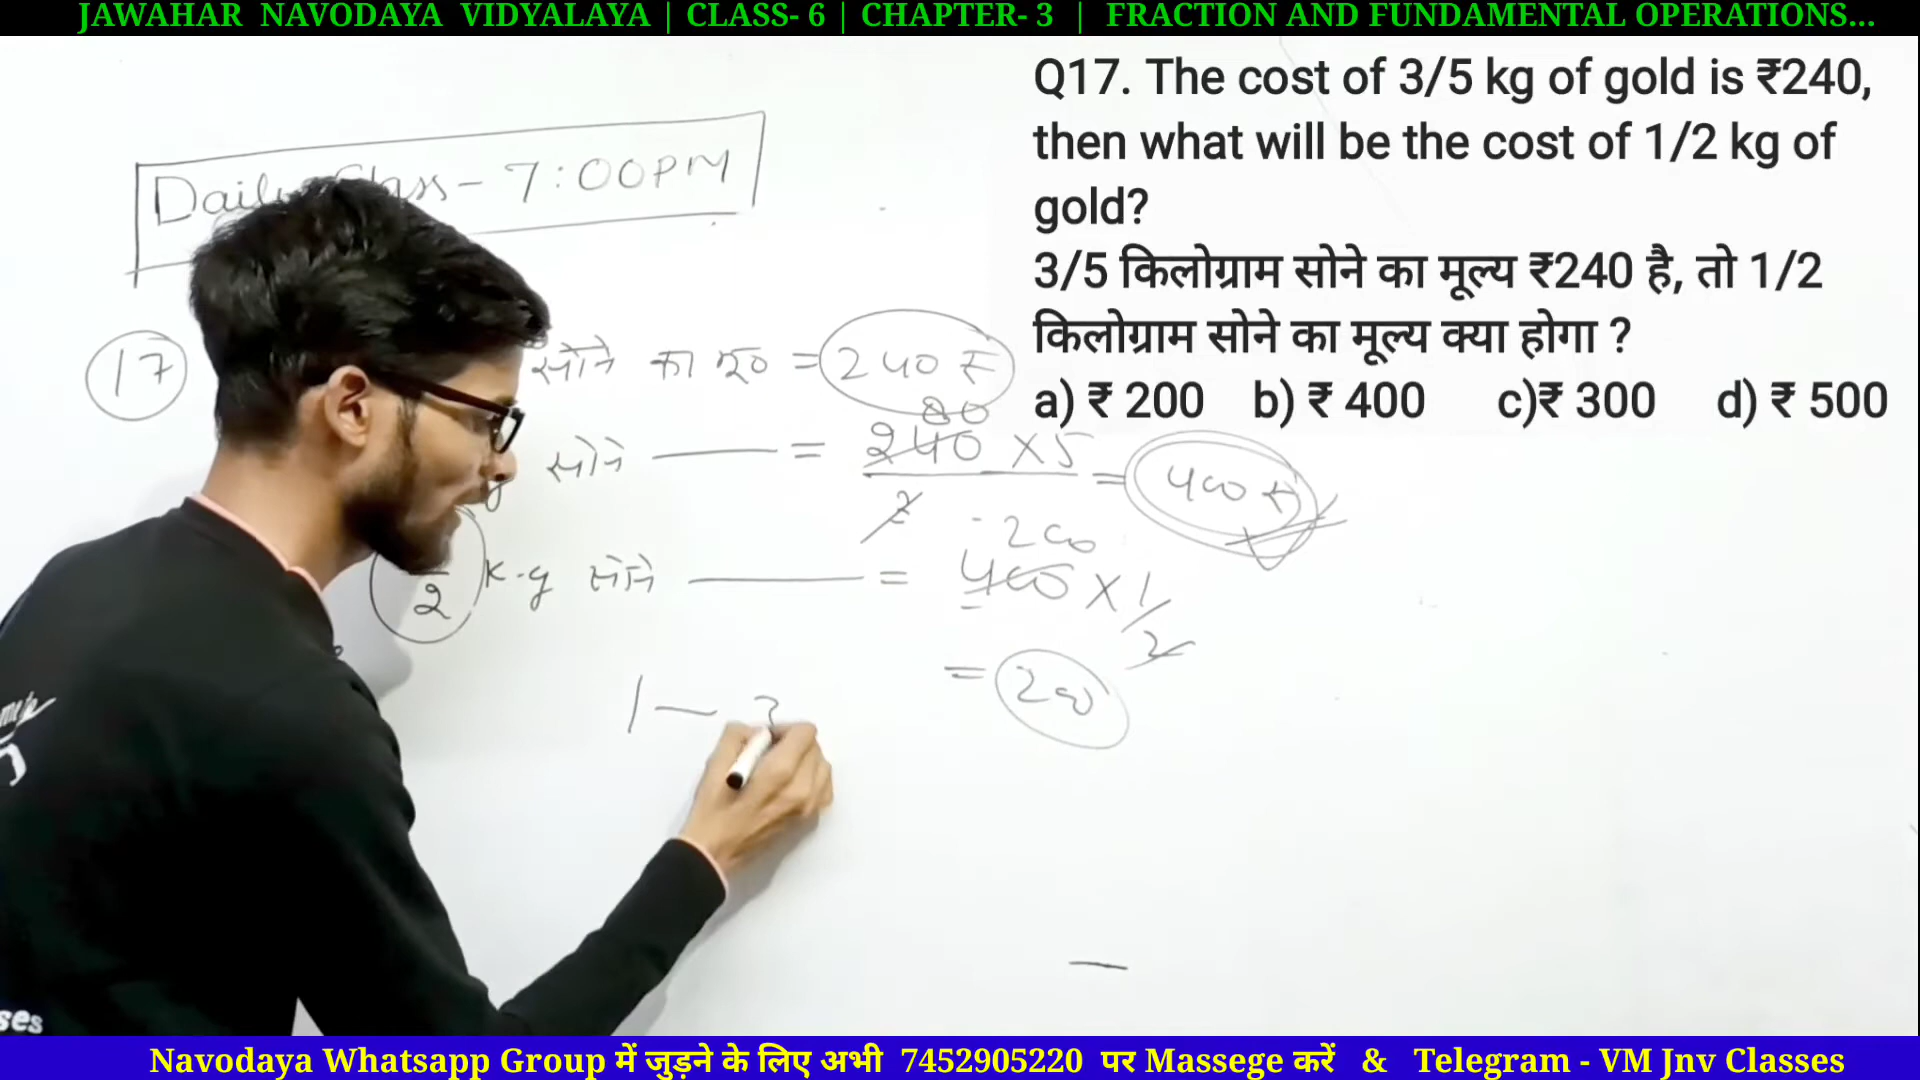 JAWAHAR NAVODAYA VIDYALAYA | CLASS- 6 | CHAPTER- 3 | FRACTION AND FUNDAMENTAL OPERATIONS...
Q17. The cost of 3/5 kg of gold is ₹240,
then what will be the cost of 1/2 kg of
gold?
3/5 किलोग्राम सोने का मूल्य ₹240 है, तो 1/2
किलोग्राम सोने का मूल्य क्या होगा ?
a) ₹ 200 b) ₹ 400 c)₹ 300 d) ₹ 500
Daily Class - 7:00PM
17 सोने का मू० = 240 ₹
80
सोने = 240 × 5 = 400 ₹
3
200
2 k.g सोने = 400 × 1/2
= 200
1 —
Navodaya Whatsapp Group में जुड़ने के लिए अभी 7452905220 पर Massege करें & Telegram - VM Jnv Classes